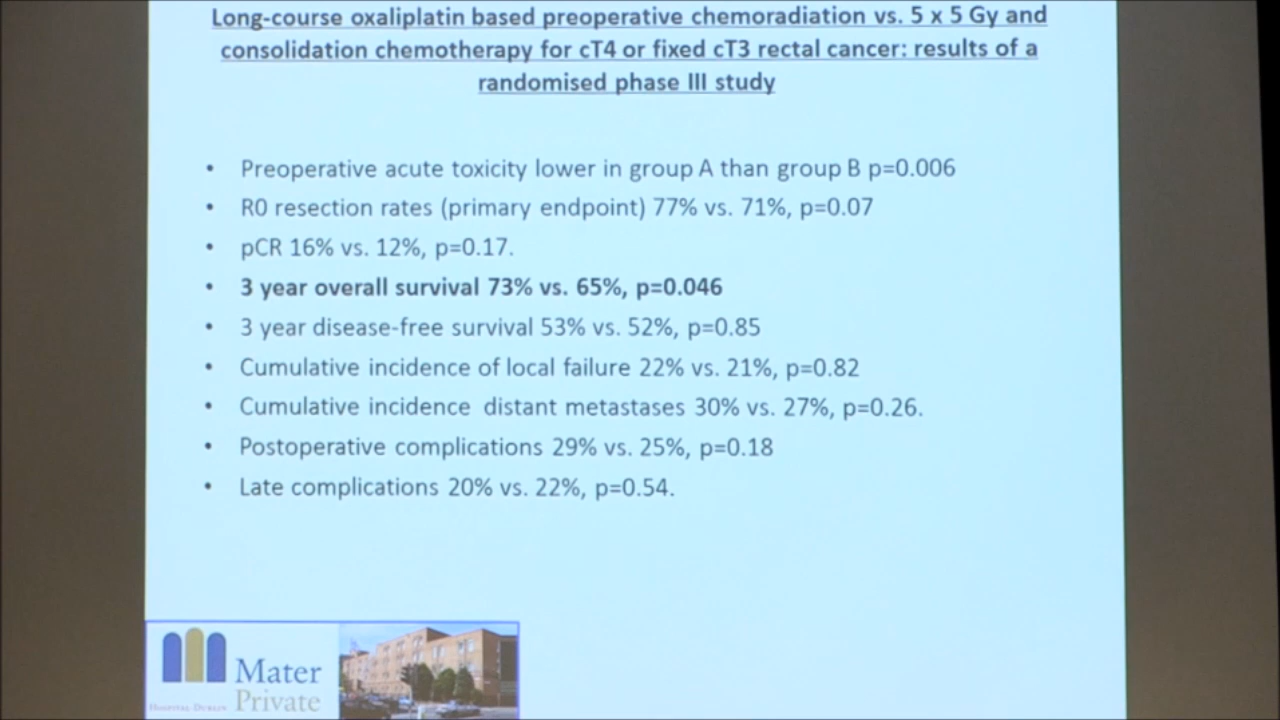 Long-course oxaliplatin based preoperative chemoradiation vs. 5 x 5 Gy and
consolidation chemotherapy for cT4 or fixed cT3 rectal cancer: results of a
randomised phase III study
• Preoperative acute toxicity lower in group A than group B p=0.006
• R0 resection rates (primary endpoint) 77% vs. 71%, p=0.07
• pCR 16% vs. 12%, p=0.17.
• 3 year overall survival 73% vs. 65%, p=0.046
• 3 year disease-free survival 53% vs. 52%, p=0.85
• Cumulative incidence of local failure 22% vs. 21%, p=0.82
• Cumulative incidence distant metastases 30% vs. 27%, p=0.26.
• Postoperative complications 29% vs. 25%, p=0.18
• Late complications 20% vs. 22%, p=0.54.
Mater
Private
Hospital Dublin